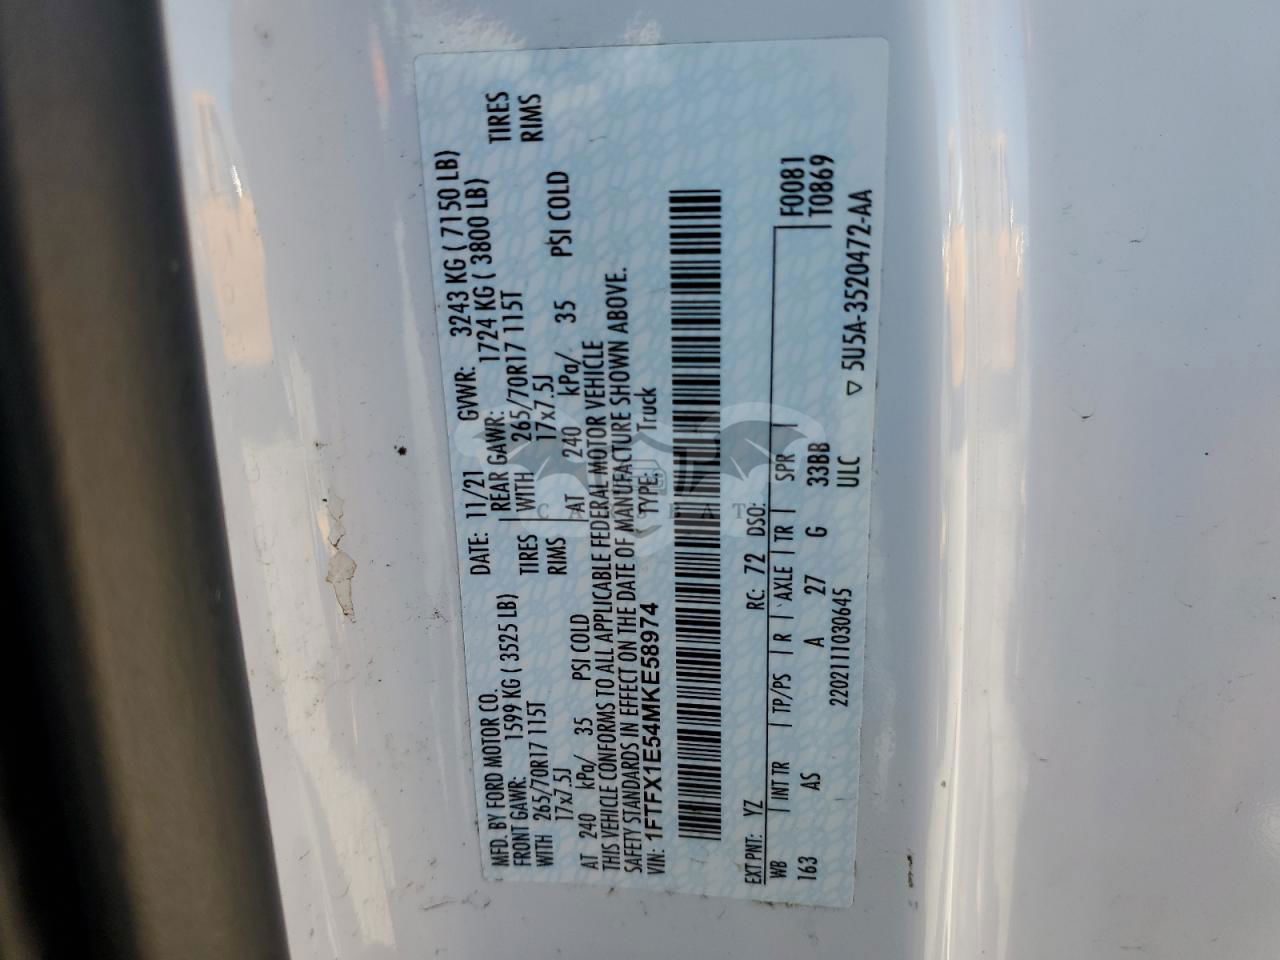 MFD. BY FORD MOTOR CO.
DATE: 11/21 GVWR: 3243 KG ( 7150 LB)
FRONT GAWR: 1599 KG ( 3525 LB) REAR GAWR: 1724 KG ( 3800 LB)
WITH 265/70R17 115T TIRES WITH 265/70R17 115T TIRES
17x7.5J RIMS 17x7.5J RIMS
AT 240 kPa/ 35 PSI COLD AT 240 kPa/ 35 PSI COLD
THIS VEHICLE CONFORMS TO ALL APPLICABLE FEDERAL MOTOR VEHICLE
SAFETY STANDARDS IN EFFECT ON THE DATE OF MANUFACTURE SHOWN ABOVE.
VIN: 1FTFX1E54MKE58974 TYPE: Truck
CARSBAT
EXT PNT: YZ RC: 72 DSO: F0081
WB INT TR TP/PS R AXLE TR SPR T0869
163 AS A 27 G 33BB
2202111030645 ULC
▽ 5U5A-3520472-AA